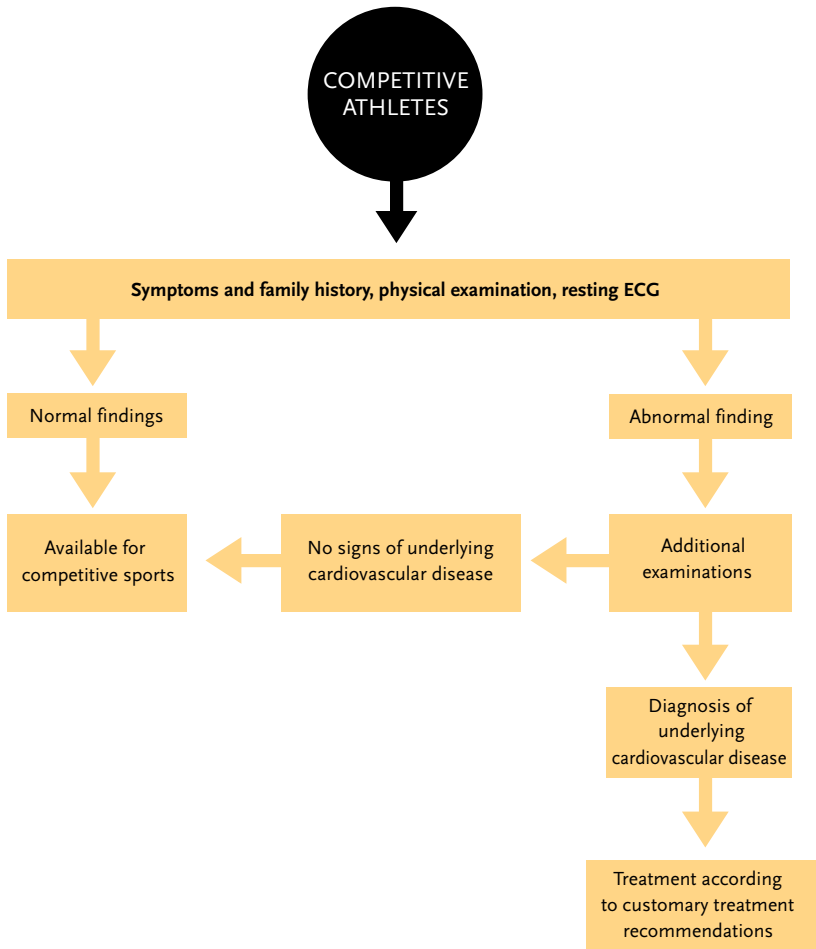 COMPETITIVE
ATHLETES
Symptoms and family history, physical examination, resting ECG
Normal findings
Abnormal finding
Available for
competitive sports
No signs of underlying
cardiovascular disease
Additional
examinations
Diagnosis of
underlying
cardiovascular disease
Treatment according
to customary treatment
recommendations